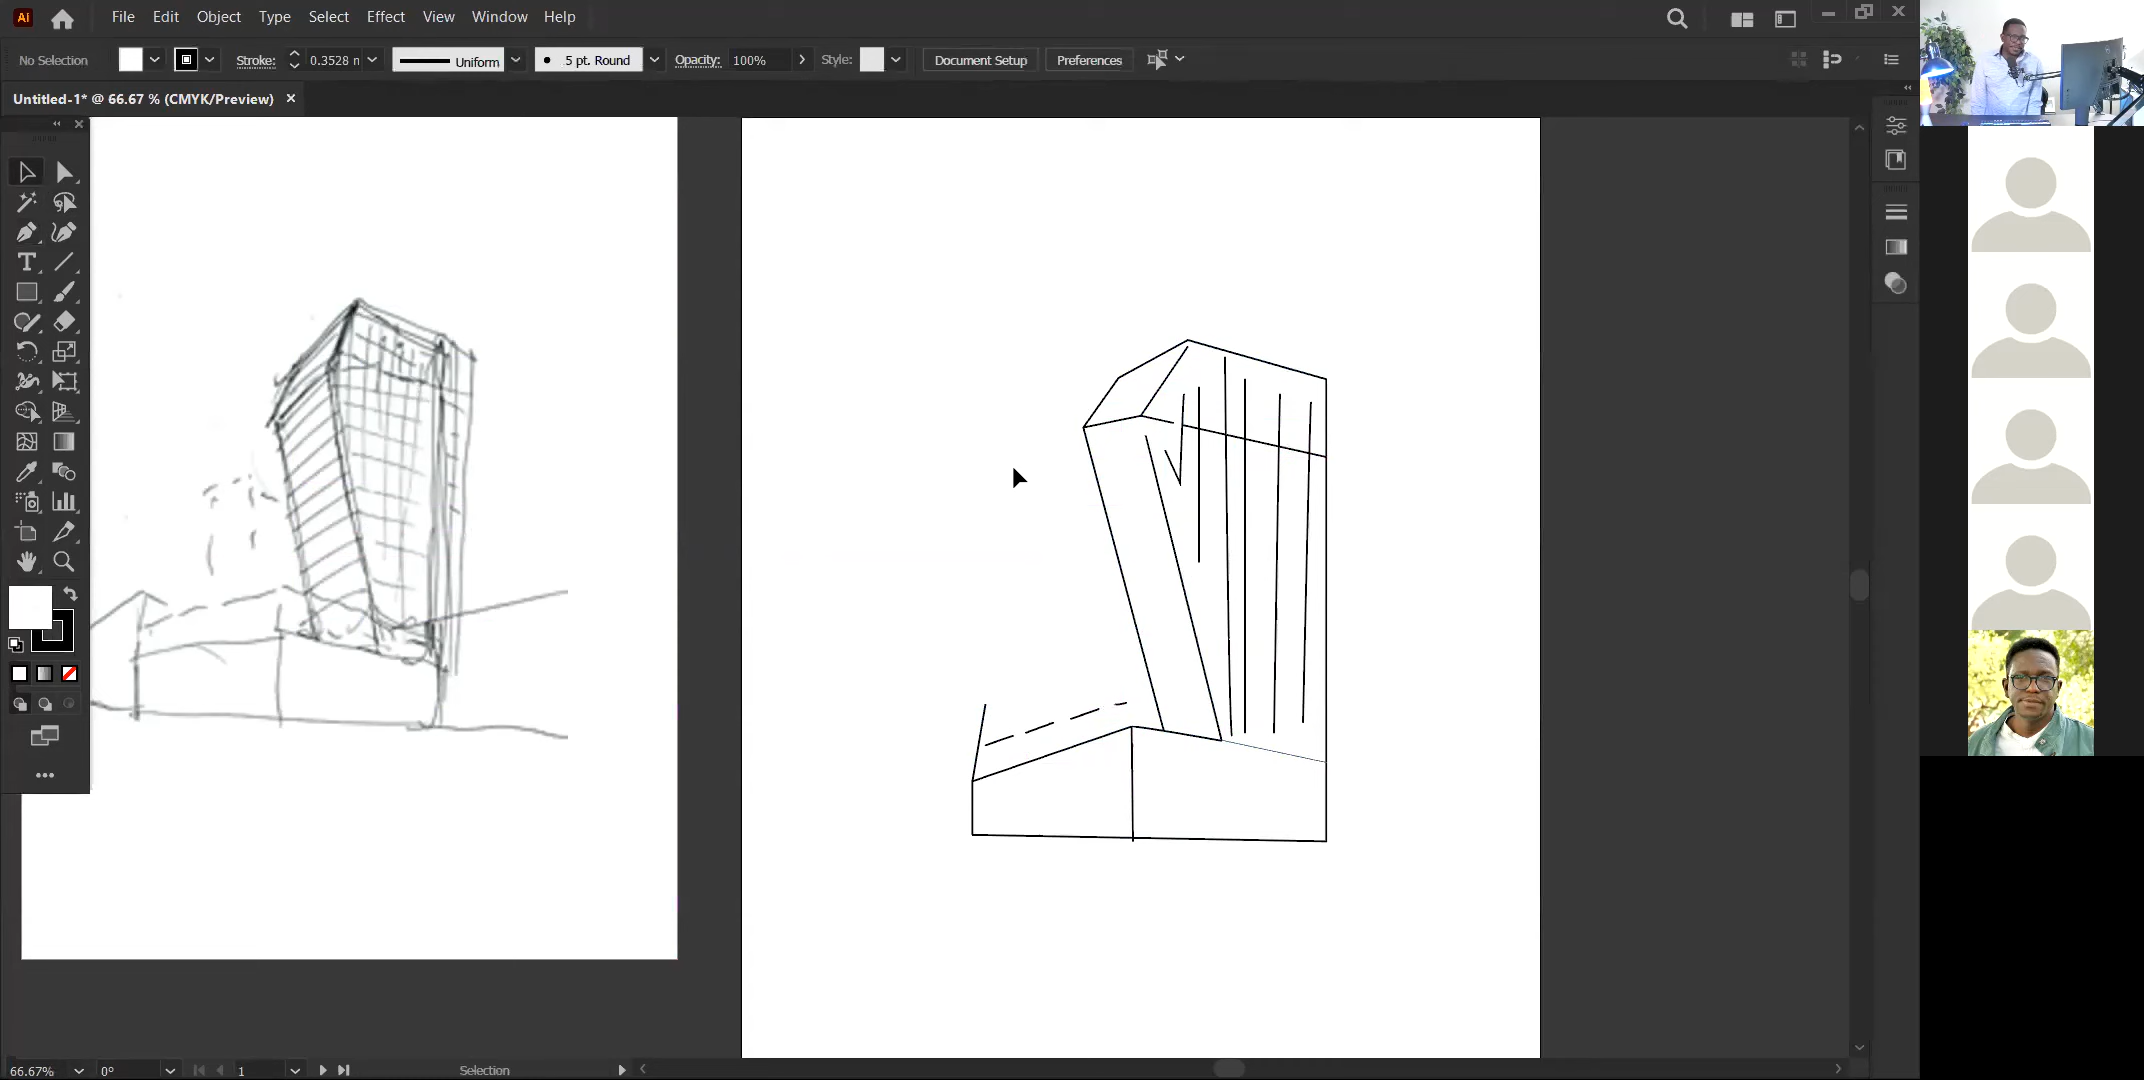 Ai File Edit Object Type Select Effect View Window Help
No Selection Stroke: 0.3528 n Uniform 5 pt. Round Opacity: 100% Style: Document Setup Preferences
Untitled-1* @ 66.67 % (CMYK/Preview)
66.67% 0° 1 Selection